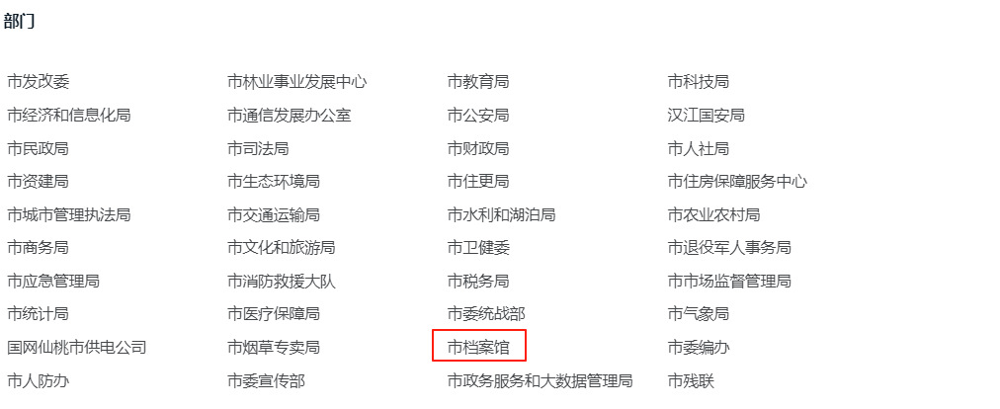 部门
市发改委 市林业事业发展中心 市教育局 市科技局
市经济和信息化局 市通信发展办公室 市公安局 汉江国安局
市民政局 市司法局 市财政局 市人社局
市资建局 市生态环境局 市住更局 市住房保障服务中心
市城市管理执法局 市交通运输局 市水利和湖泊局 市农业农村局
市商务局 市文化和旅游局 市卫健委 市退役军人事务局
市应急管理局 市消防救援大队 市税务局 市市场监督管理局
市统计局 市医疗保障局 市委统战部 市气象局
国网仙桃市供电公司 市烟草专卖局 市档案馆 市委编办
市人防办 市委宣传部 市政务服务和大数据管理局 市残联